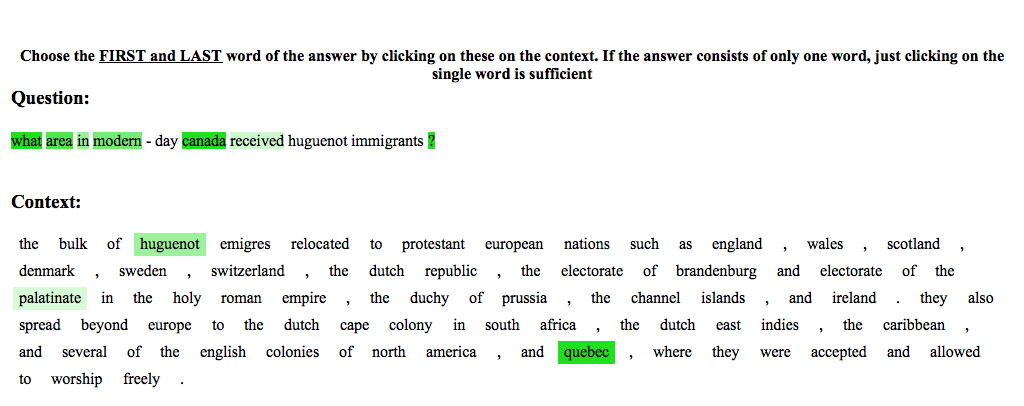 Choose the FIRST and LAST word of the answer by clicking on these on the context. If the answer consists of only one word, just clicking on the
single word is sufficient
Question:
what area in modern - day canada received huguenot immigrants ?
Context:
the bulk of huguenot emigres relocated to protestant european nations such as england , wales , scotland ,
denmark , sweden , switzerland , the dutch republic , the electorate of brandenburg and electorate of the
palatinate in the holy roman empire , the duchy of prussia , the channel islands , and ireland . they also
spread beyond europe to the dutch cape colony in south africa , the dutch east indies , the caribbean ,
and several of the english colonies of north america , and quebec , where they were accepted and allowed
to worship freely .